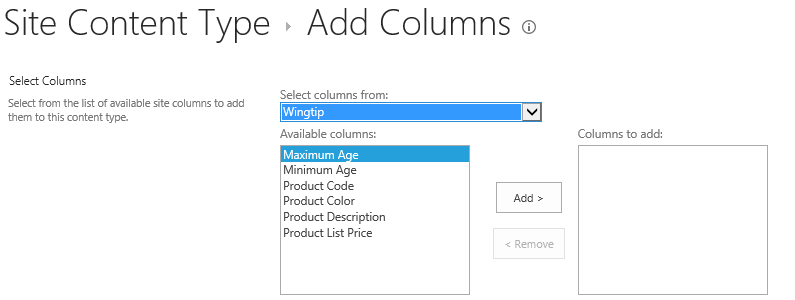 Site Content Type ▸ Add Columns
Select Columns
Select from the list of available site columns to add
them to this content type.
Select columns from:
Wingtip
Available columns:
Maximum Age
Minimum Age
Product Code
Product Color
Product Description
Product List Price
Add >
< Remove
Columns to add: